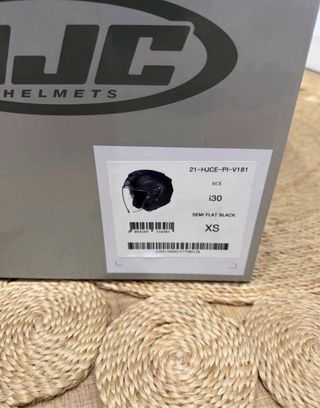 HJC
HELMETS
21-HJCE-PI-V181
ECE
i30
SEMI FLAT BLACK
XS